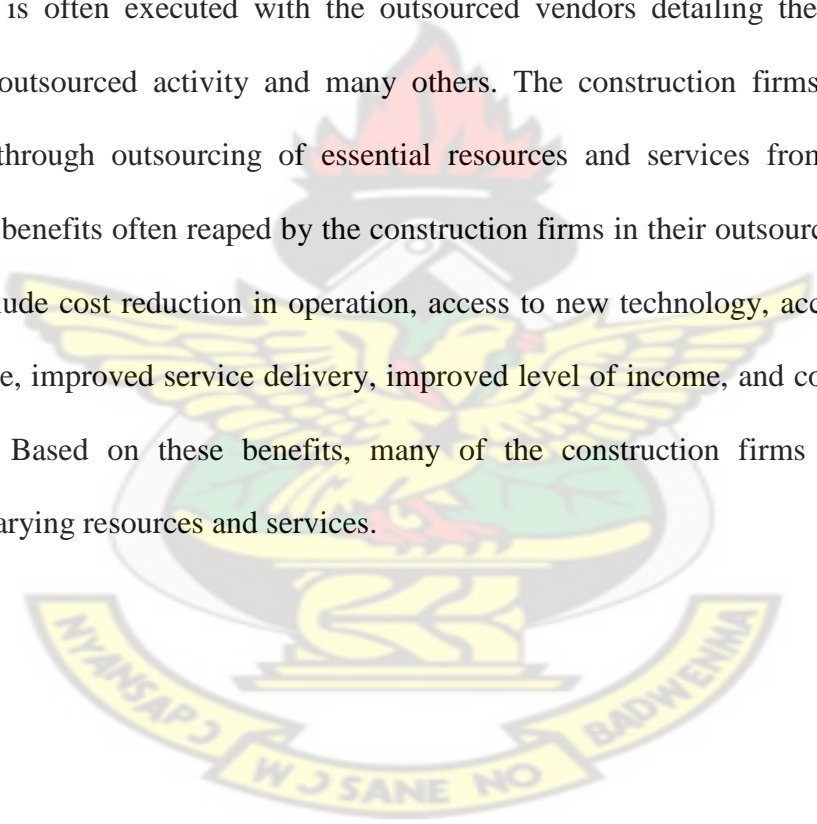 is often executed with the outsourced vendors detailing the
outsourced activity and many others. The construction firms
through outsourcing of essential resources and services from
benefits often reaped by the construction firms in their outsourc
lude cost reduction in operation, access to new technology, acc
e, improved service delivery, improved level of income, and co
Based on these benefits, many of the construction firms
arying resources and services.
NYANSAPƆ
WƆ SANE NO
BADWENMA